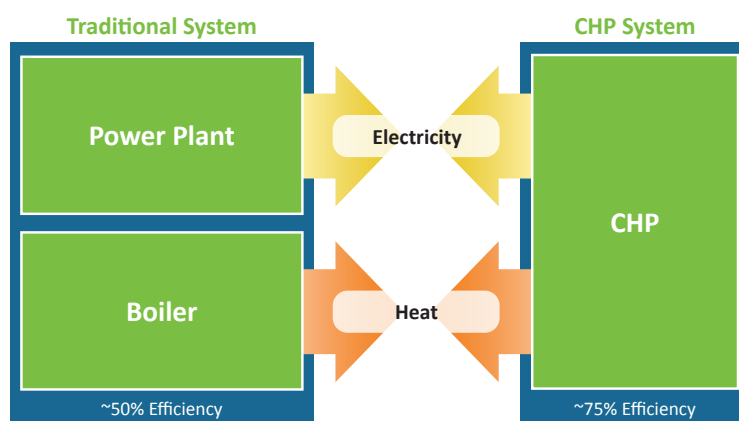 Traditional System
CHP System
Power Plant
Electricity
CHP
Boiler
Heat
~50% Efficiency
~75% Efficiency